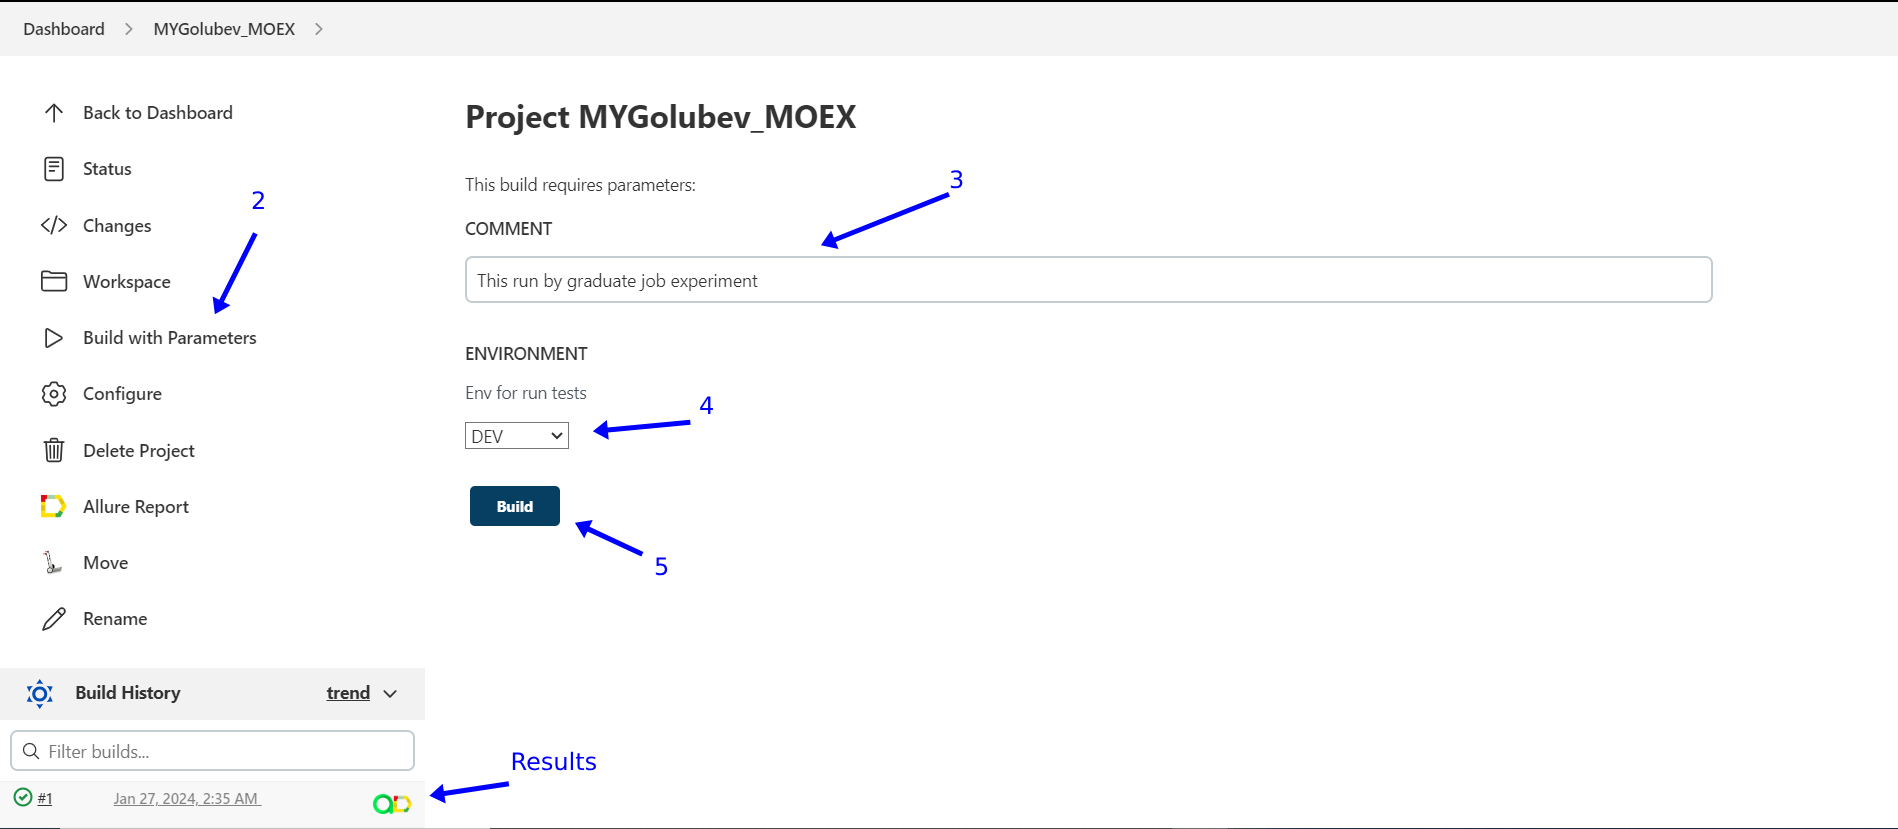 Dashboard > MYGolubev_MOEX >
Back to Dashboard
Status
2
Changes
Workspace
Build with Parameters
Configure
Delete Project
Allure Report
Move
Rename
Build History trend
Filter builds...
#1 Jan 27, 2024, 2:35 AM
Results
Project MYGolubev_MOEX
This build requires parameters:
3
COMMENT
This run by graduate job experiment
ENVIRONMENT
Env for run tests
4
DEV
Build
5